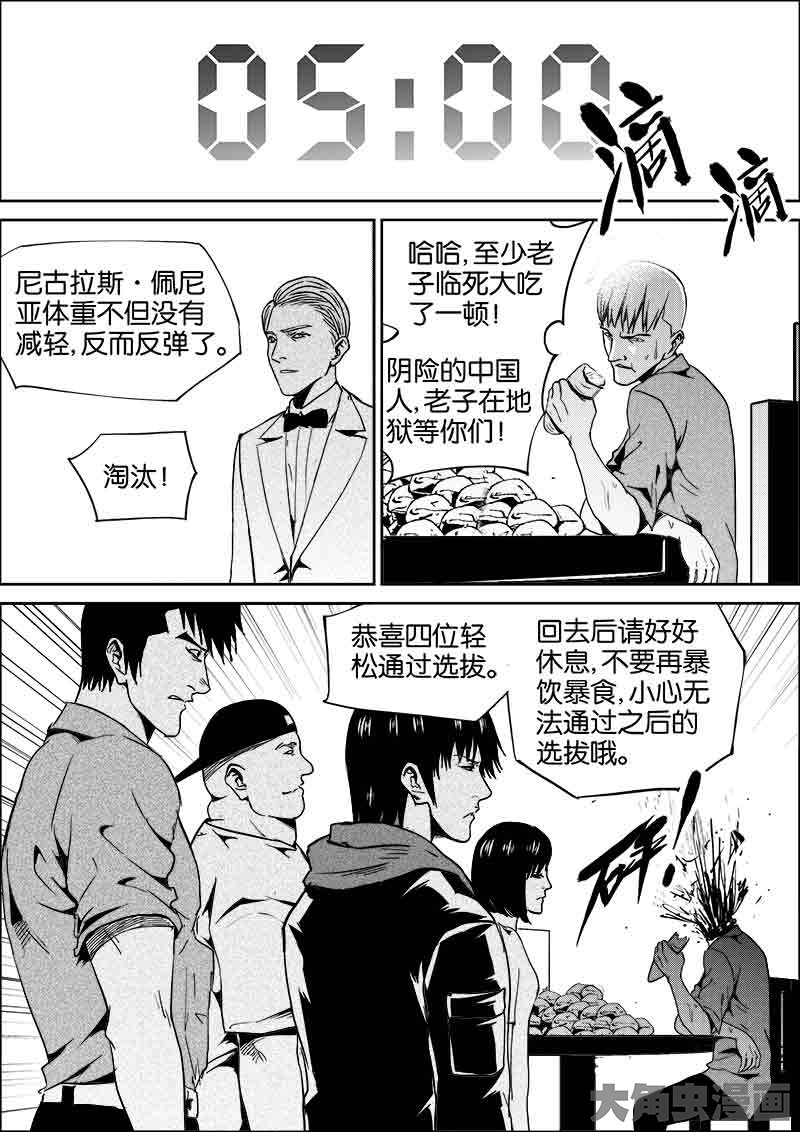 05:00
滴
滴
尼古拉斯·佩尼
亚体重不但没有
减轻,反而反弹了。
淘汰!
哈哈,至少老
子临死大吃
了一顿!
阴险的中国
人,老子在地
狱等你们!
恭喜四位轻
松通过选拔。
回去后请好好
休息,不要再暴
饮暴食,小心无
法通过之后的
选拔哦。
砰!
大角虫漫画